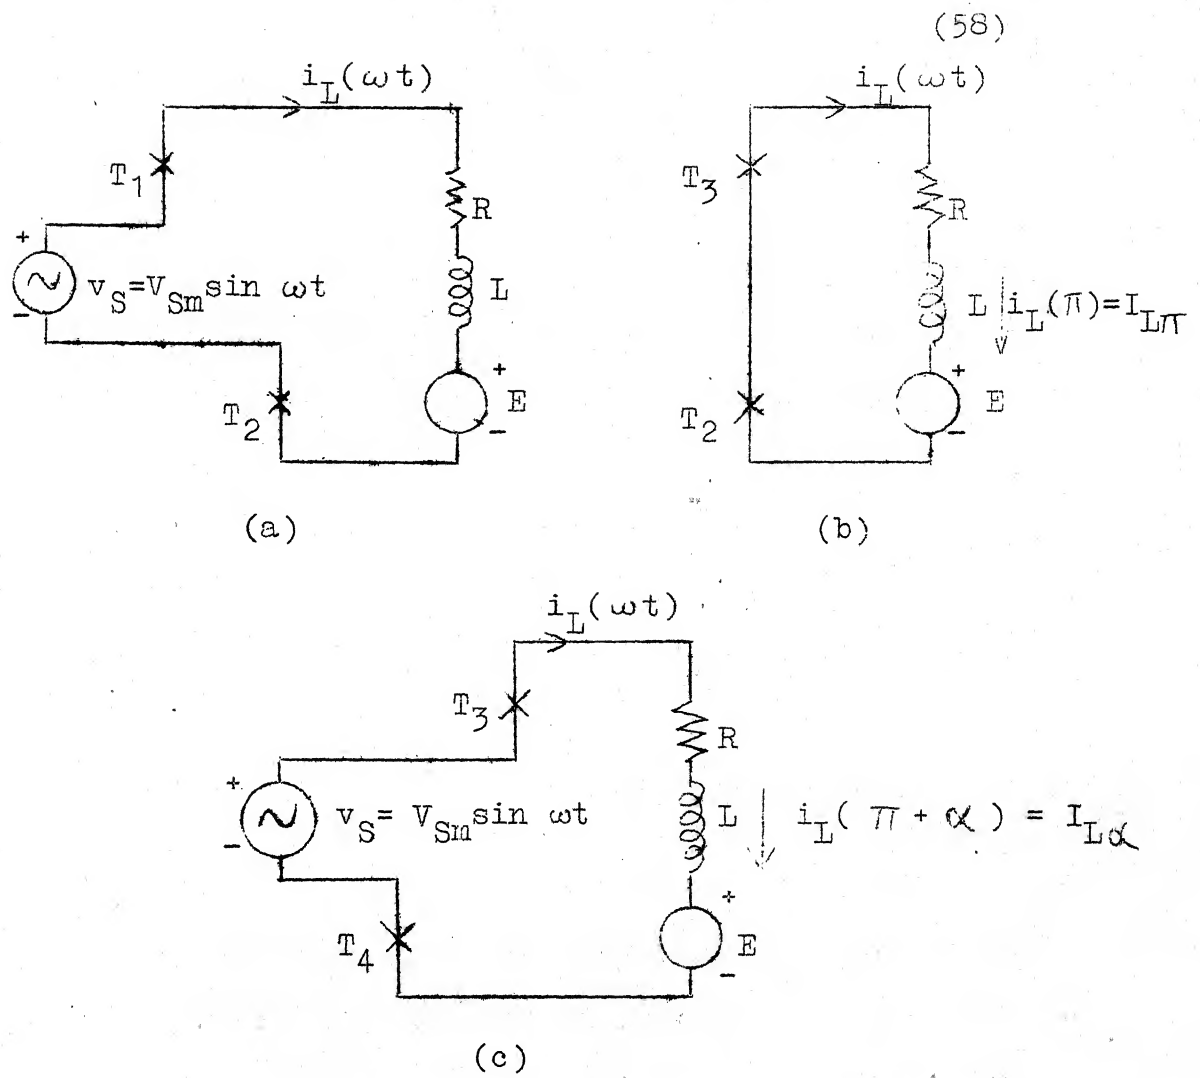 (58)
i_L(ωt)
T_1
R
+
v_S=V_Sm sin ωt
L
-
+
T_2
E
-
(a)
i_L(ωt)
T_3
R
L i_L(π)=I_Lπ
+
T_2
E
-
(b)
i_L(ωt)
T_3
R
+
v_S= V_Sm sin ωt
L i_L( π + α ) = I_Lα
-
+
T_4
E
-
(c)